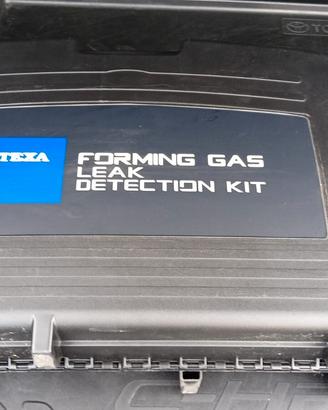 TEXA
FORMING GAS
LEAK
DETECTION KIT